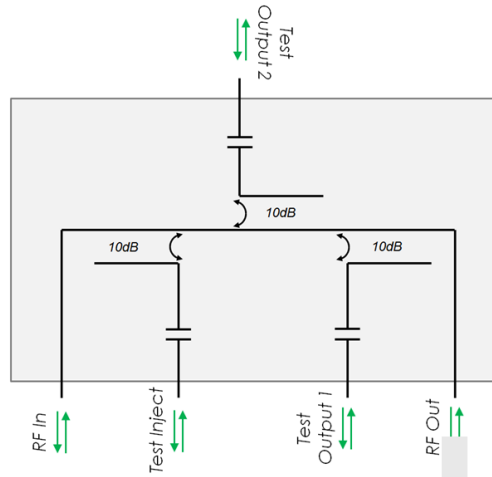 Test
Output 2
10dB
10dB
10dB
RF In
Test Inject
Test
Output 1
RF Out